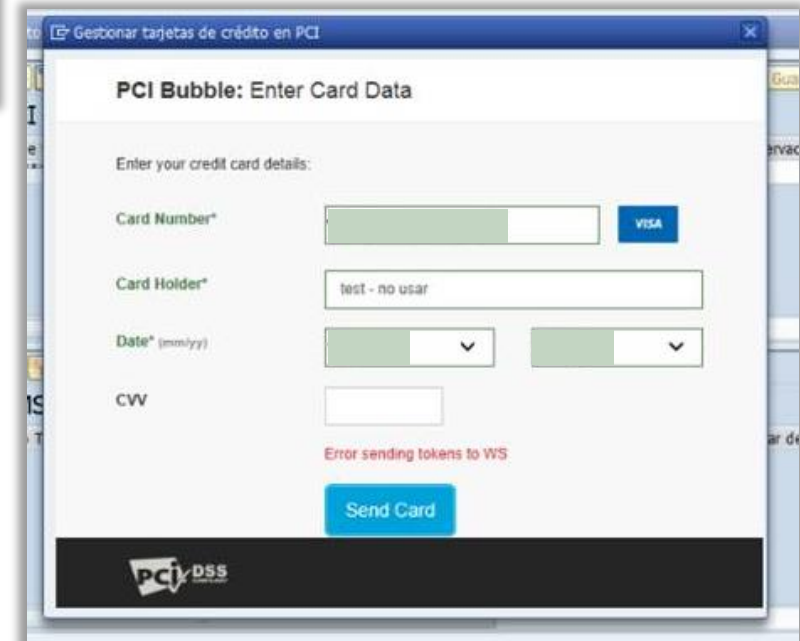 Gestionar tarjetas de crédito en PCI
PCI Bubble: Enter Card Data
Enter your credit card details:
Card Number*
VISA
Card Holder*
test - no usar
Date* (mm/yy)
CVV
Error sending tokens to WS
Send Card
PCI DSS